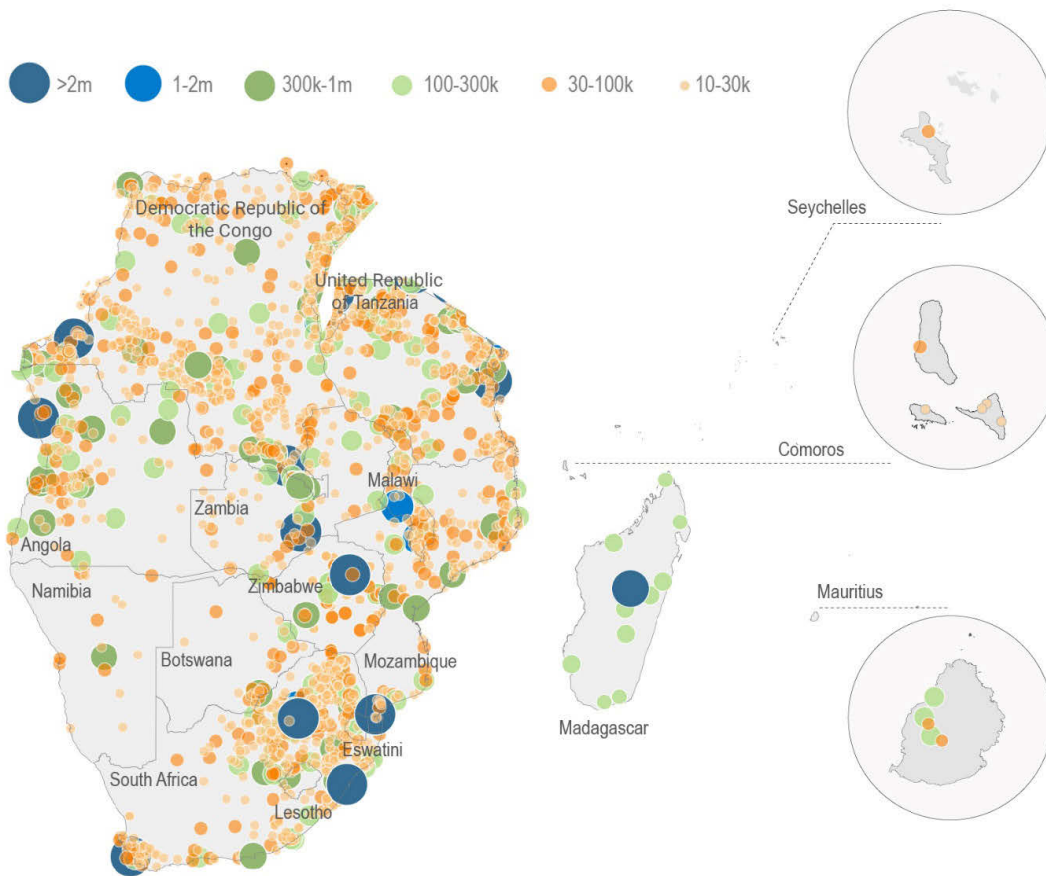 >2m
1-2m
300k-1m
100-300k
30-100k
10-30k
Seychelles
Democratic Republic of
the Congo
United Republic
of Tanzania
Comoros
Malawi
Zambia
Angola
Namibia
Zimbabwe
Mauritius
Botswana
Mozambique
Madagascar
Eswatini
South Africa
Lesotho